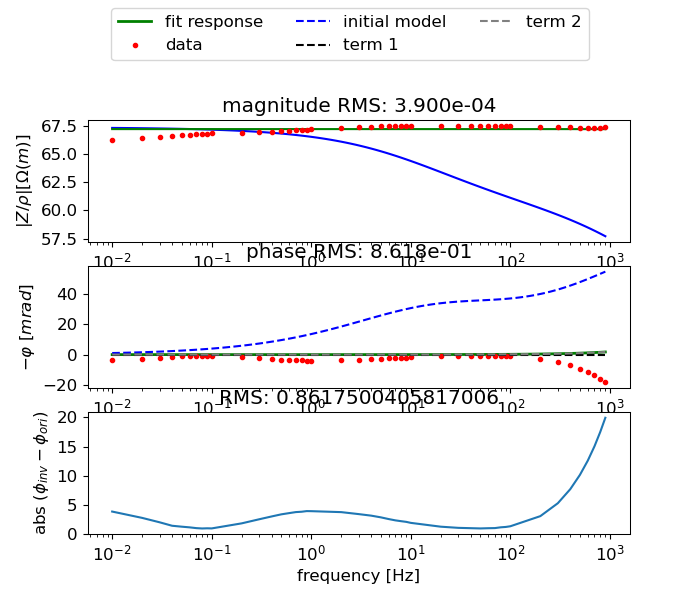 fit response initial model term 2
data term 1
magnitude RMS: 3.900e-04
67.5
65.0
62.5
60.0
57.5
|Z/ρ|[Ω(m)]
10⁻² 10⁻¹ 10⁰ 10¹ 10² 10³
phase RMS: 8.618e-01
40
20
0
−20
−φ [mrad]
10⁻² 10⁻¹ 10⁰ 10¹ 10² 10³
RMS: 0.8617500405817006
20
15
10
5
0
abs (ϕ_inv − ϕ_ori)
10⁻² 10⁻¹ 10⁰ 10¹ 10² 10³
frequency [Hz]